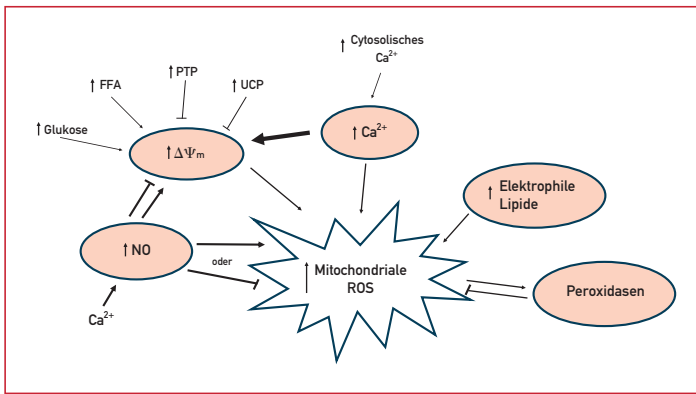 ↑ Cytosolisches
Ca²⁺
↑ PTP
↑ FFA
↑ UCP
↑ Glukose
↑ Ca²⁺
↑ ΔΨm
↑ Elektrophile
Lipide
↑ NO
oder
↑ Mitochondriale
ROS
Peroxidasen
Ca²⁺